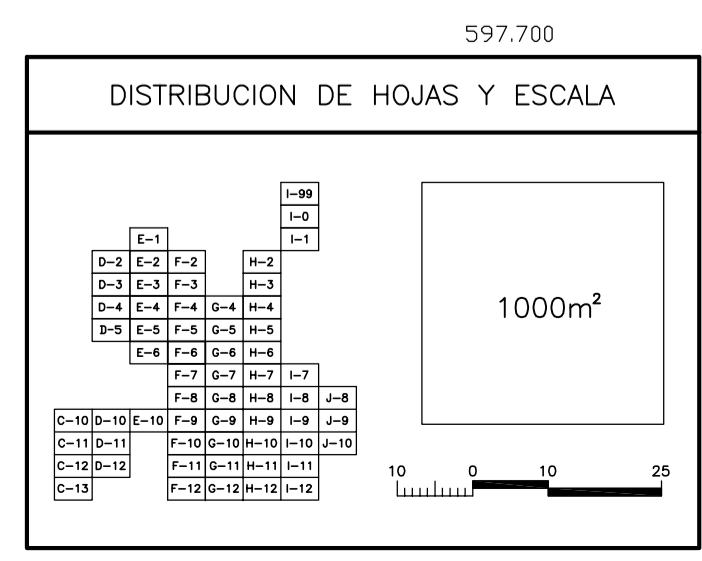 597.700
DISTRIBUCION DE HOJAS Y ESCALA
I-99
I-0
E-1 I-1
D-2 E-2 F-2 H-2
D-3 E-3 F-3 H-3
D-4 E-4 F-4 G-4 H-4
D-5 E-5 F-5 G-5 H-5
E-6 F-6 G-6 H-6
F-7 G-7 H-7 I-7
F-8 G-8 H-8 I-8 J-8
C-10 D-10 E-10 F-9 G-9 H-9 I-9 J-9
C-11 D-11 F-10 G-10 H-10 I-10 J-10
C-12 D-12 F-11 G-11 H-11 I-11
C-13 F-12 G-12 H-12 I-12
1000m²
10 0 10 25